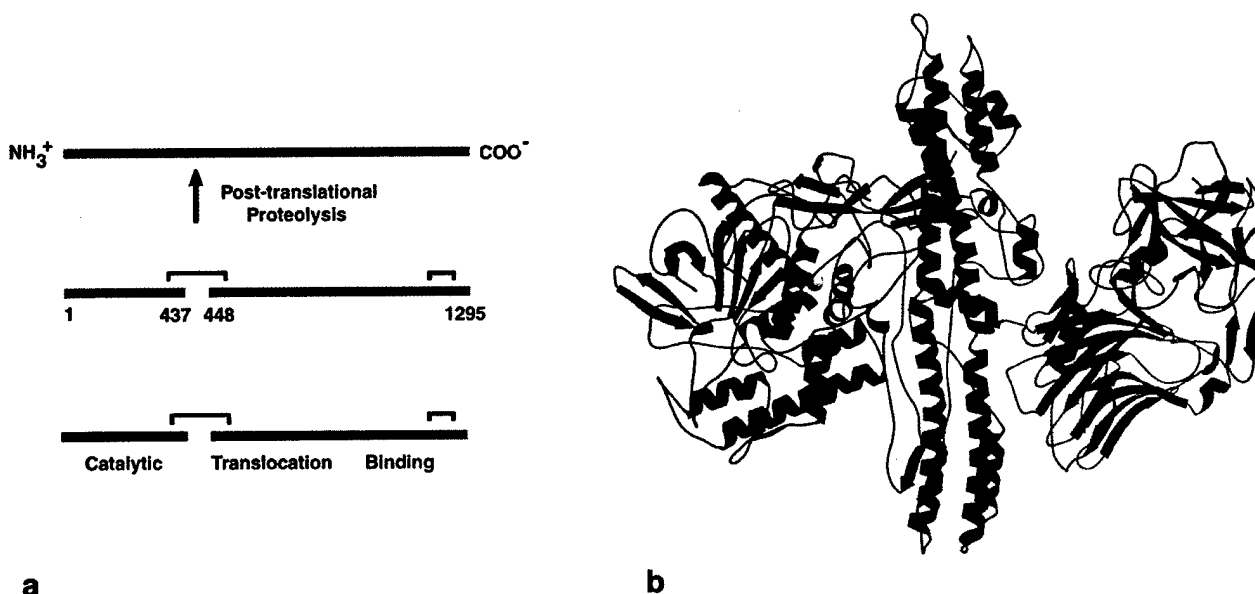 NH3+
COO-
Post-translational
Proteolysis
1
437
448
1295
Catalytic
Translocation
Binding
a
b